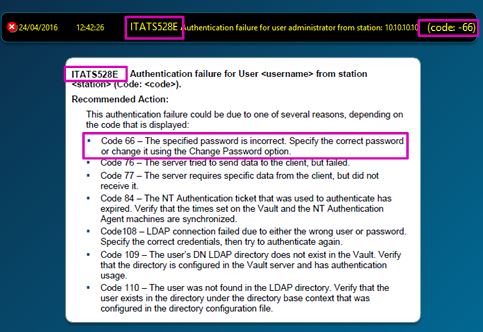 24/04/2016 12:42:26 ITATS528E Authentication failure for user administrator from station: 10.10.10.10 (code: -66)
ITATS528E Authentication failure for User <username> from station
<station> (Code: <code>).
Recommended Action:
This authentication failure could be due to one of several reasons, depending on
the code that is displayed:
▪ Code 66 – The specified password is incorrect. Specify the correct password
or change it using the Change Password option.
▪ Code 76 – The server tried to send data to the client, but failed.
▪ Code 77 – The server requires specific data from the client, but did not
receive it.
▪ Code 84 – The NT Authentication ticket that was used to authenticate has
expired. Verify that the times set on the Vault and the NT Authentication
Agent machines are synchronized.
▪ Code108 – LDAP connection failed due to either the wrong user or password.
Specify the correct credentials, then try to authenticate again.
▪ Code 109 – The user's DN LDAP directory does not exist in the Vault. Verify
that the directory is configured in the Vault server and has authentication
usage.
▪ Code 110 – The user was not found in the LDAP directory. Verify that the
user exists in the directory under the directory base context that was
configured in the directory configuration file.